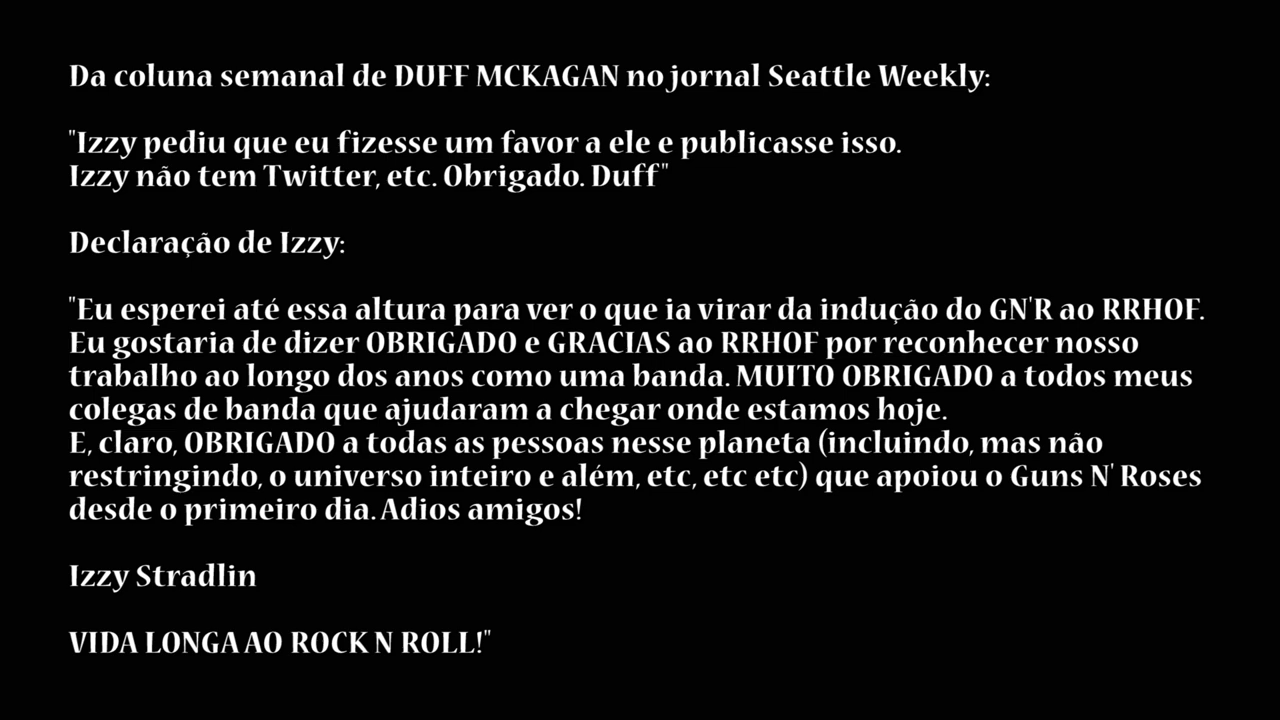 Da coluna semanal de DUFF MCKAGAN no jornal Seattle Weekly:
"Izzy pediu que eu fizesse um favor a ele e publicasse isso.
Izzy não tem Twitter, etc. Obrigado. Duff"
Declaração de Izzy:
"Eu esperei até essa altura para ver o que ia virar da indução do GN'R ao RRHOF.
Eu gostaria de dizer OBRIGADO e GRACIAS ao RRHOF por reconhecer nosso
trabalho ao longo dos anos como uma banda. MUITO OBRIGADO a todos meus
colegas de banda que ajudaram a chegar onde estamos hoje.
E, claro, OBRIGADO a todas as pessoas nesse planeta (incluindo, mas não
restringindo, o universo inteiro e além, etc, etc etc) que apoiou o Guns N' Roses
desde o primeiro dia. Adios amigos!
Izzy Stradlin
VIDA LONGA AO ROCK N ROLL!"